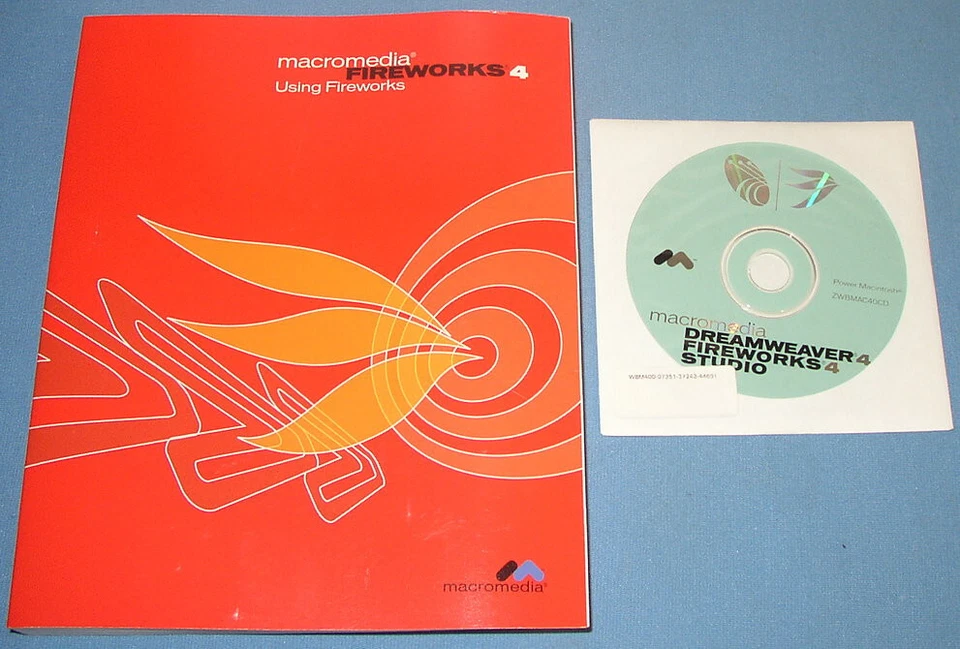 macromedia®
FIREWORKS® 4
Using Fireworks
macromedia®
Power Macintosh®
ZWBMAC40CD
macromedia
DREAMWEAVER 4
FIREWORKS 4
STUDIO